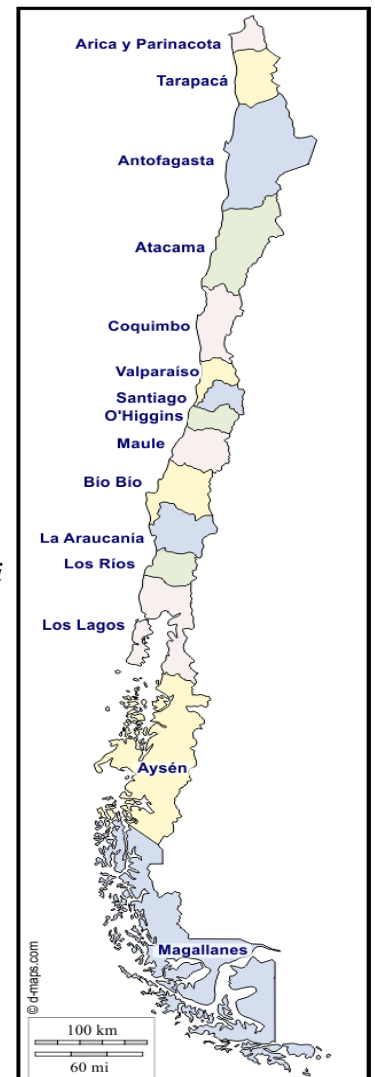 Arica y Parinacota
Tarapacá
Antofagasta
Atacama
Coquimbo
Valparaíso
Santiago
O'Higgins
Maule
Bío Bío
La Araucanía
Los Ríos
Los Lagos
Aysén
Magallanes
© d-maps.com
100 km
60 mi